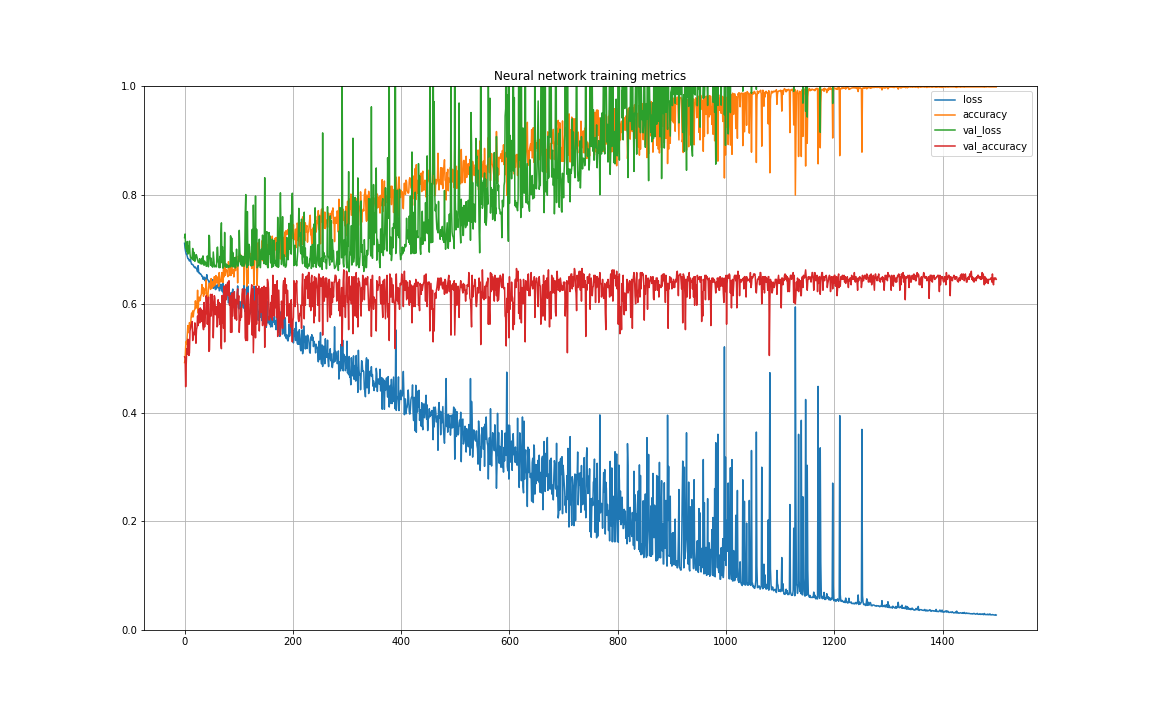 Neural network training metrics
1.0
0.8
0.6
0.4
0.2
0.0
0 200 400 600 800 1000 1200 1400
loss
accuracy
val_loss
val_accuracy